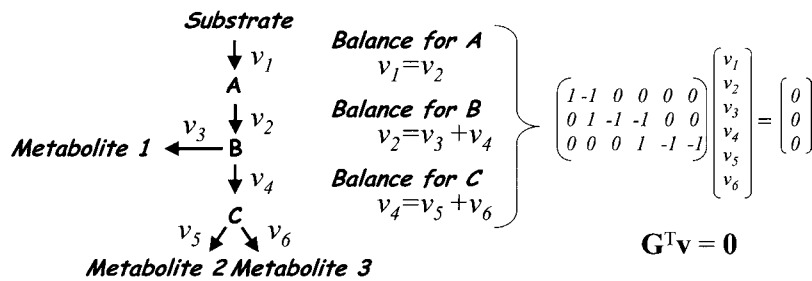 Substrate
v1
A
v2
v3
Metabolite 1
B
v4
C
v5
v6
Metabolite 2 Metabolite 3
Balance for A
v1=v2
Balance for B
v2=v3+v4
Balance for C
v4=v5+v6
1 -1 0 0 0 0
0 1 -1 -1 0 0
0 0 0 1 -1 -1
v1
v2
v3
v4
v5
v6
=
0
0
0
G^T v = 0